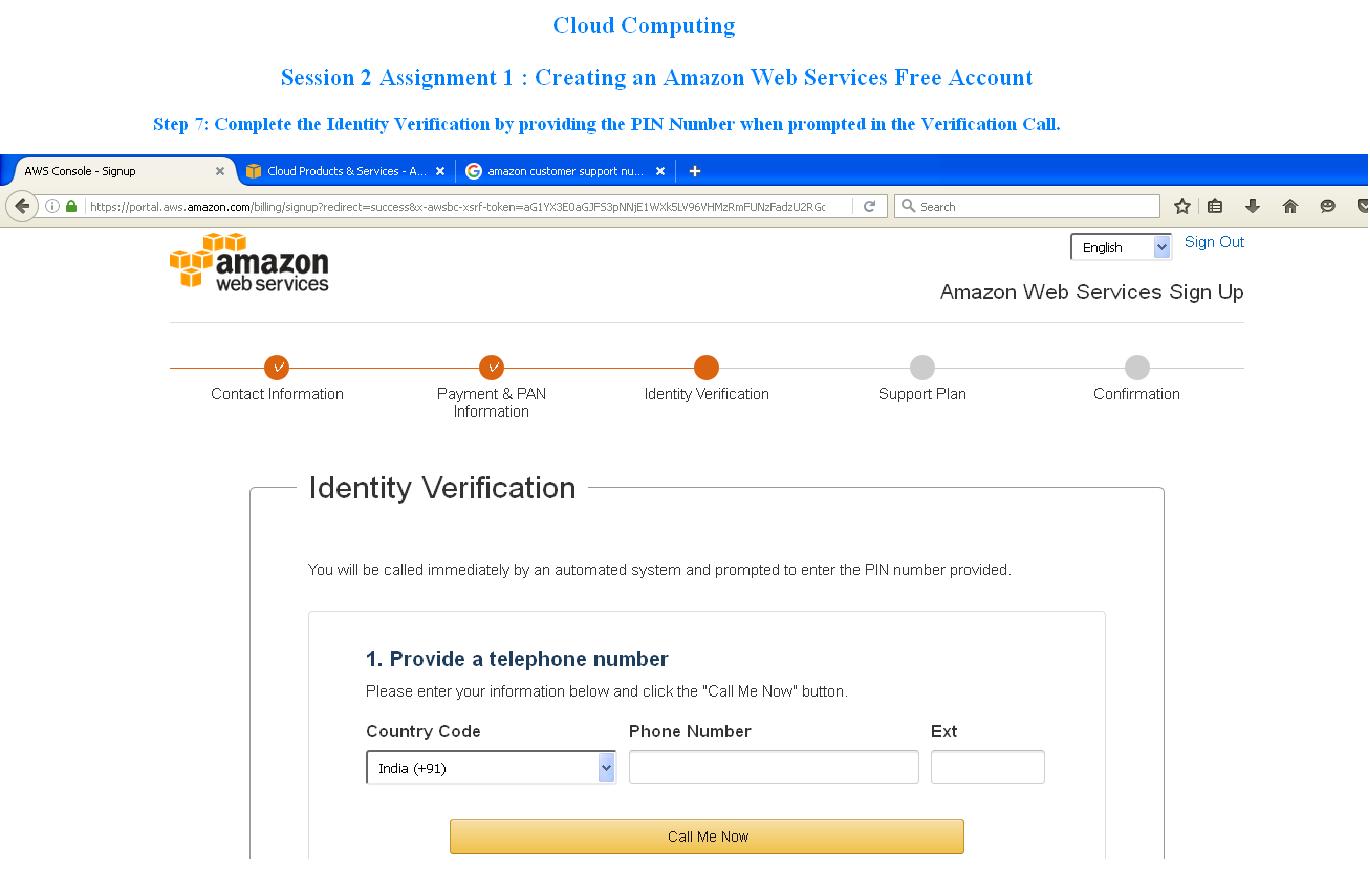 Cloud Computing
Session 2 Assignment 1 : Creating an Amazon Web Services Free Account
Step 7: Complete the Identity Verification by providing the PIN Number when prompted in the Verification Call.
AWS Console - Signup
Cloud Products & Services - A...
amazon customer support nu...
https://portal.aws.amazon.com/billing/signup?redirect=success&x-awsbc-xsrf-token=
Search
amazon
web services
English
Sign Out
Amazon Web Services Sign Up
Contact Information
Payment & PAN
Information
Identity Verification
Support Plan
Confirmation
Identity Verification
You will be called immediately by an automated system and prompted to enter the PIN number provided.
1. Provide a telephone number
Please enter your information below and click the "Call Me Now" button.
Country Code
Phone Number
Ext
India (+91)
Call Me Now